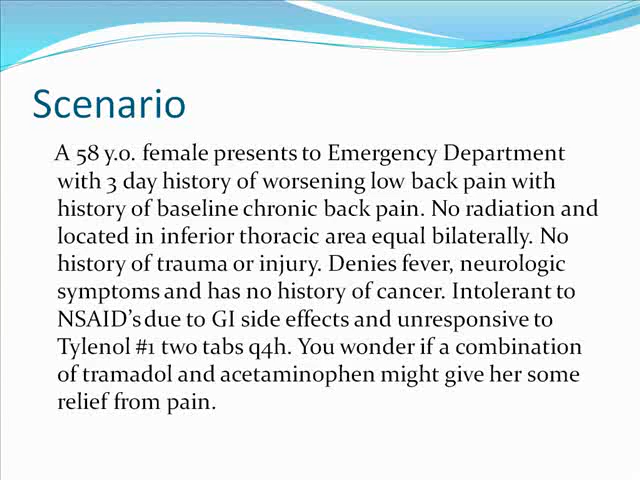 Scenario
A 58 y.o. female presents to Emergency Department
with 3 day history of worsening low back pain with
history of baseline chronic back pain. No radiation and
located in inferior thoracic area equal bilaterally. No
history of trauma or injury. Denies fever, neurologic
symptoms and has no history of cancer. Intolerant to
NSAID's due to GI side effects and unresponsive to
Tylenol #1 two tabs q4h. You wonder if a combination
of tramadol and acetaminophen might give her some
relief from pain.